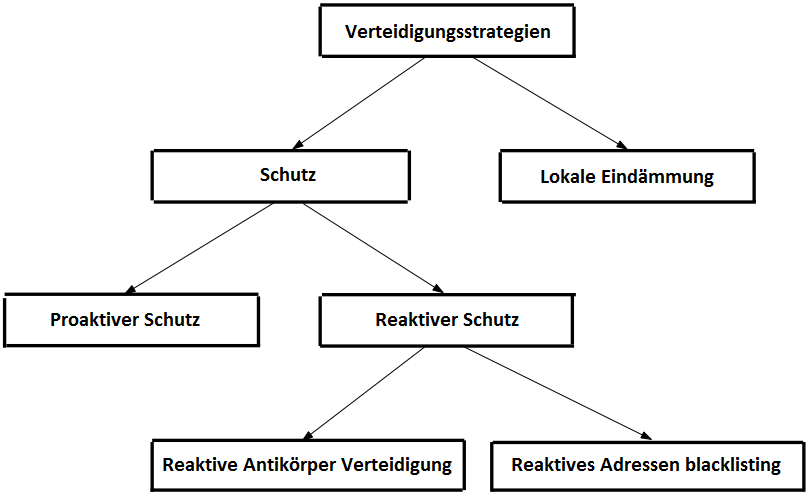 Verteidigungsstrategien
Schutz
Lokale Eindämmung
Proaktiver Schutz
Reaktiver Schutz
Reaktive Antikörper Verteidigung
Reaktives Adressen blacklisting